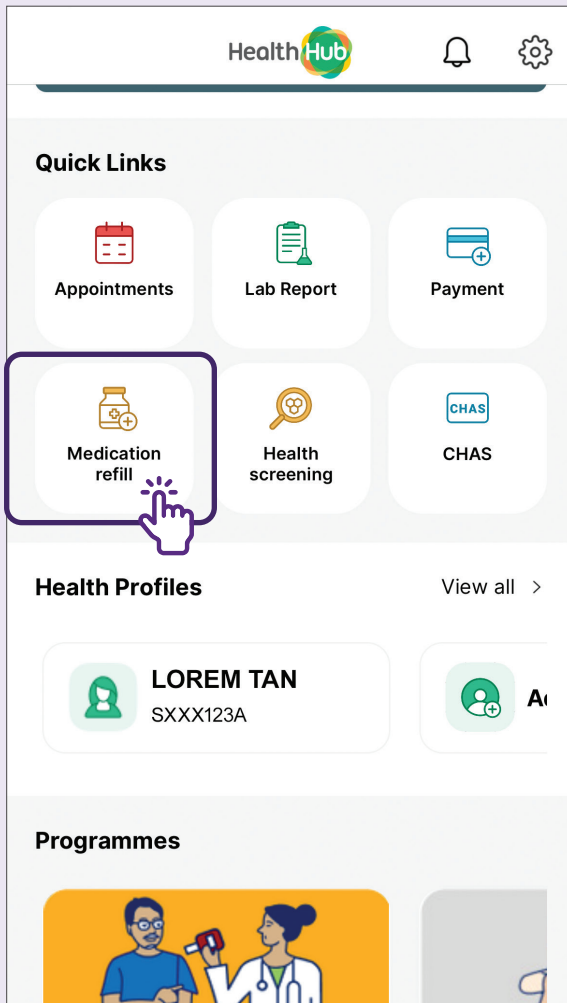 HealthHub
Quick Links
Appointments
Lab Report
Payment
Medication
refill
Health
screening
CHAS
CHAS
Health Profiles
View all >
LOREM TAN
SXXX123A
Programmes